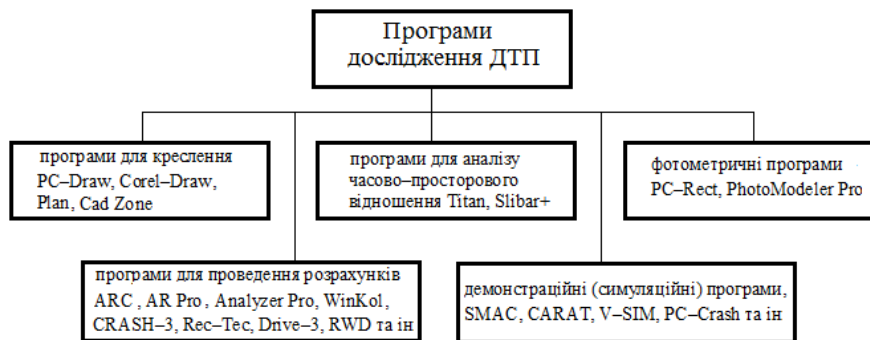 Програми
дослідження ДТП
програми для креслення
PC–Draw, Corel–Draw,
Plan, Cad Zone
програми для аналізу
часово–просторового
відношення Titan, Slibar+
фотометричні програми
PC–Rect, PhotoModeler Pro
програми для проведення розрахунків
ARC , AR Pro , Analyzer Pro, WinKol ,
CRASH–3, Rec–Tec, Drive–3, RWD та ін
демонстраційні (симуляційні) програми,
SMAC, CARAT, V–SIM, PC–Crash та ін